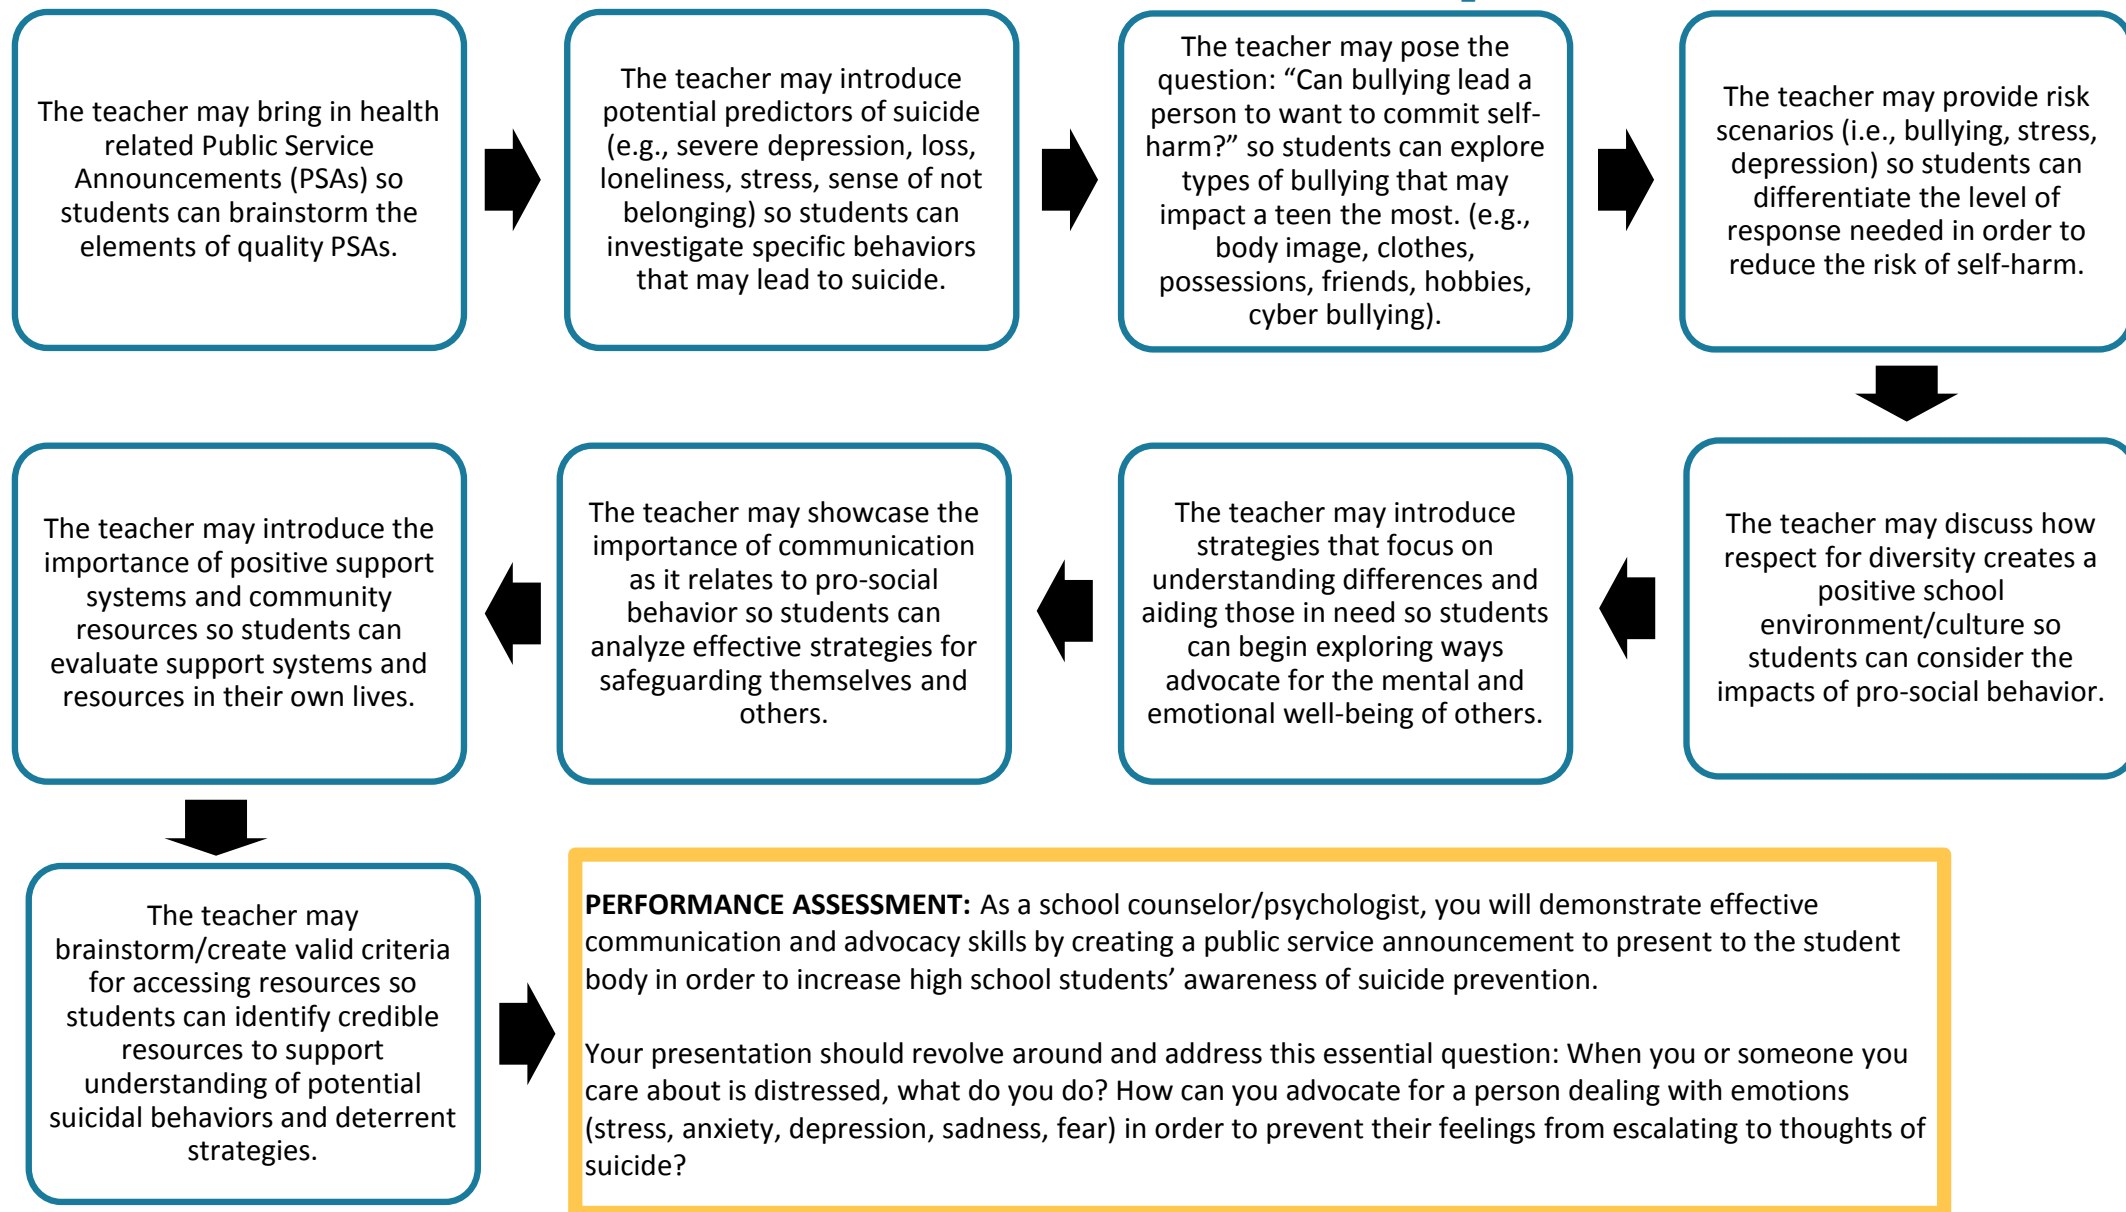 The teacher may bring in health
related Public Service
Announcements (PSAs) so
students can brainstorm the
elements of quality PSAs.
The teacher may introduce
potential predictors of suicide
(e.g., severe depression, loss,
loneliness, stress, sense of not
belonging) so students can
investigate specific behaviors
that may lead to suicide.
The teacher may pose the
question: “Can bullying lead a
person to want to commit self-
harm?” so students can explore
types of bullying that may
impact a teen the most. (e.g.,
body image, clothes,
possessions, friends, hobbies,
cyber bullying).
The teacher may provide risk
scenarios (i.e., bullying, stress,
depression) so students can
differentiate the level of
response needed in order to
reduce the risk of self-harm.
The teacher may discuss how
respect for diversity creates a
positive school
environment/culture so
students can consider the
impacts of pro-social behavior.
The teacher may introduce
strategies that focus on
understanding differences and
aiding those in need so students
can begin exploring ways
advocate for the mental and
emotional well-being of others.
The teacher may showcase the
importance of communication
as it relates to pro-social
behavior so students can
analyze effective strategies for
safeguarding themselves and
others.
The teacher may introduce the
importance of positive support
systems and community
resources so students can
evaluate support systems and
resources in their own lives.
The teacher may
brainstorm/create valid criteria
for accessing resources so
students can identify credible
resources to support
understanding of potential
suicidal behaviors and deterrent
strategies.
PERFORMANCE ASSESSMENT: As a school counselor/psychologist, you will demonstrate effective
communication and advocacy skills by creating a public service announcement to present to the student
body in order to increase high school students’ awareness of suicide prevention.
Your presentation should revolve around and address this essential question: When you or someone you
care about is distressed, what do you do? How can you advocate for a person dealing with emotions
(stress, anxiety, depression, sadness, fear) in order to prevent their feelings from escalating to thoughts of
suicide?